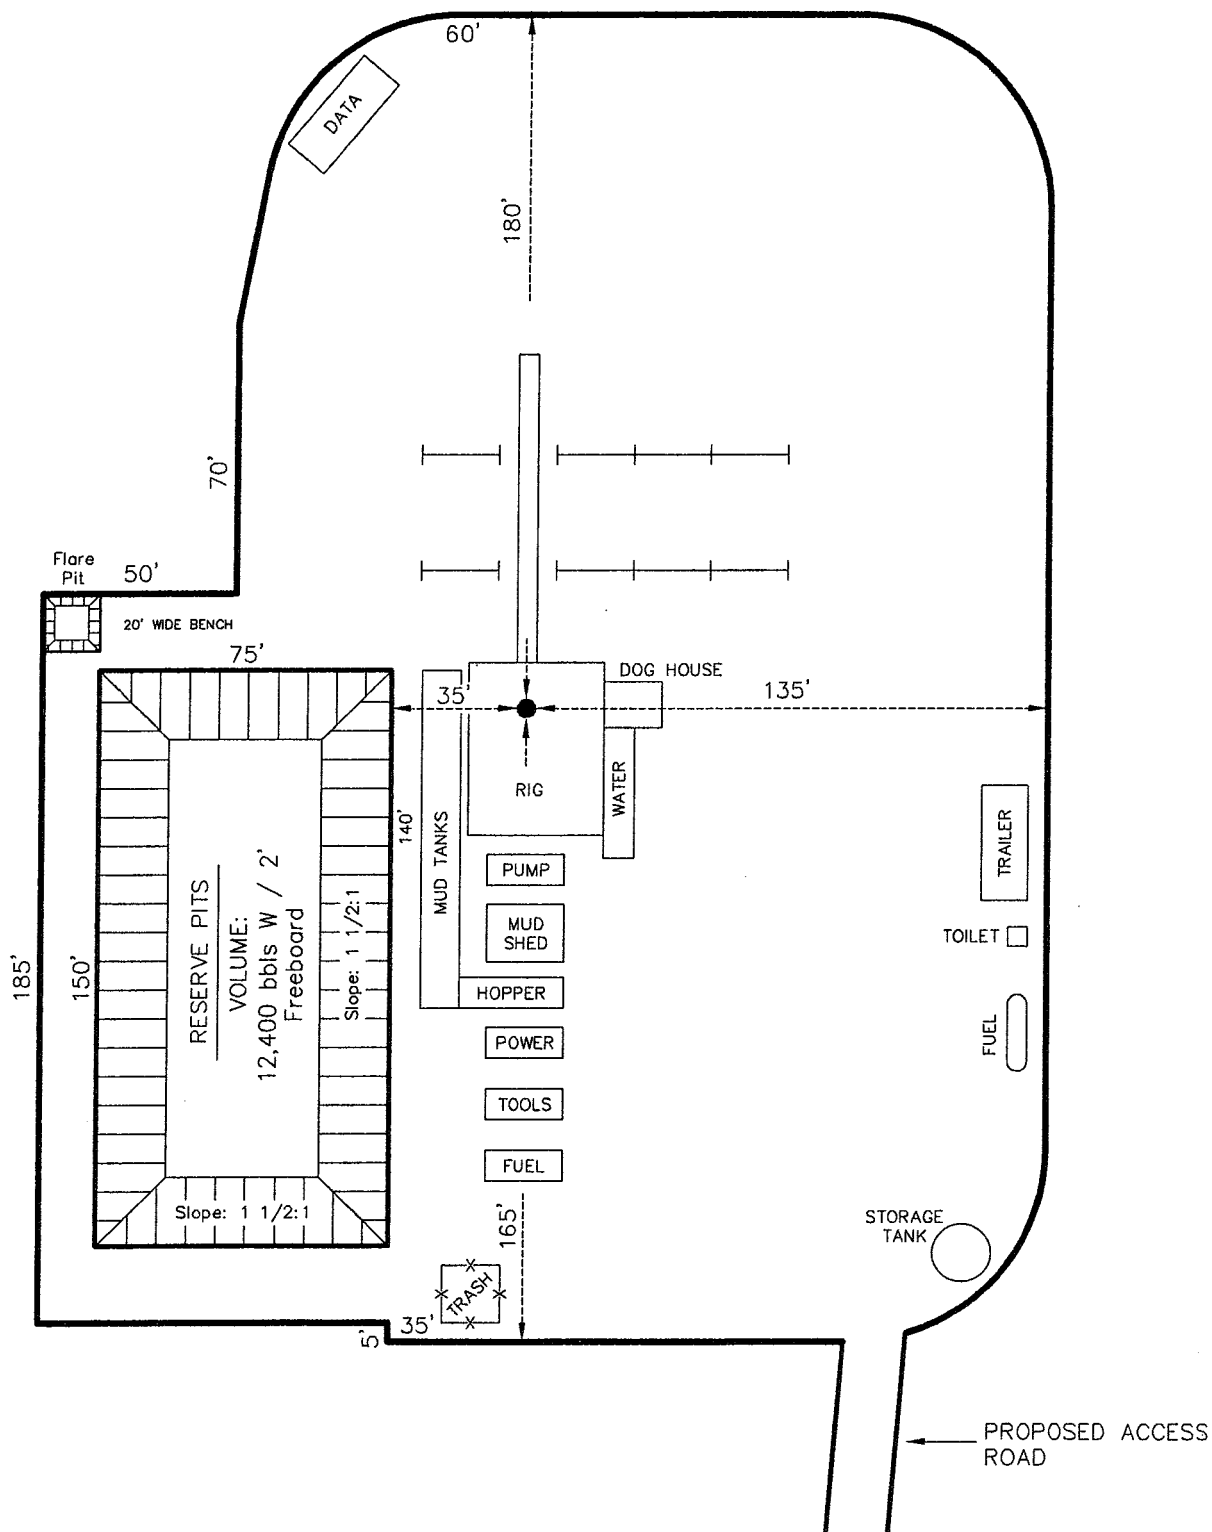 60'
DATA
180'
70'
Flare
Pit
50'
20' WIDE BENCH
75'
DOG HOUSE
35'
135'
RIG
WATER
140'
MUD TANKS
PUMP
MUD
SHED
HOPPER
POWER
TOOLS
FUEL
TRAILER
TOILET
FUEL
185'
150'
RESERVE PITS
VOLUME:
12,400 bbls W / 2'
Freeboard
Slope: 1 1/2:1
Slope: 1 1/2:1
165'
STORAGE
TANK
TRASH
35'
5'
PROPOSED ACCESS
ROAD